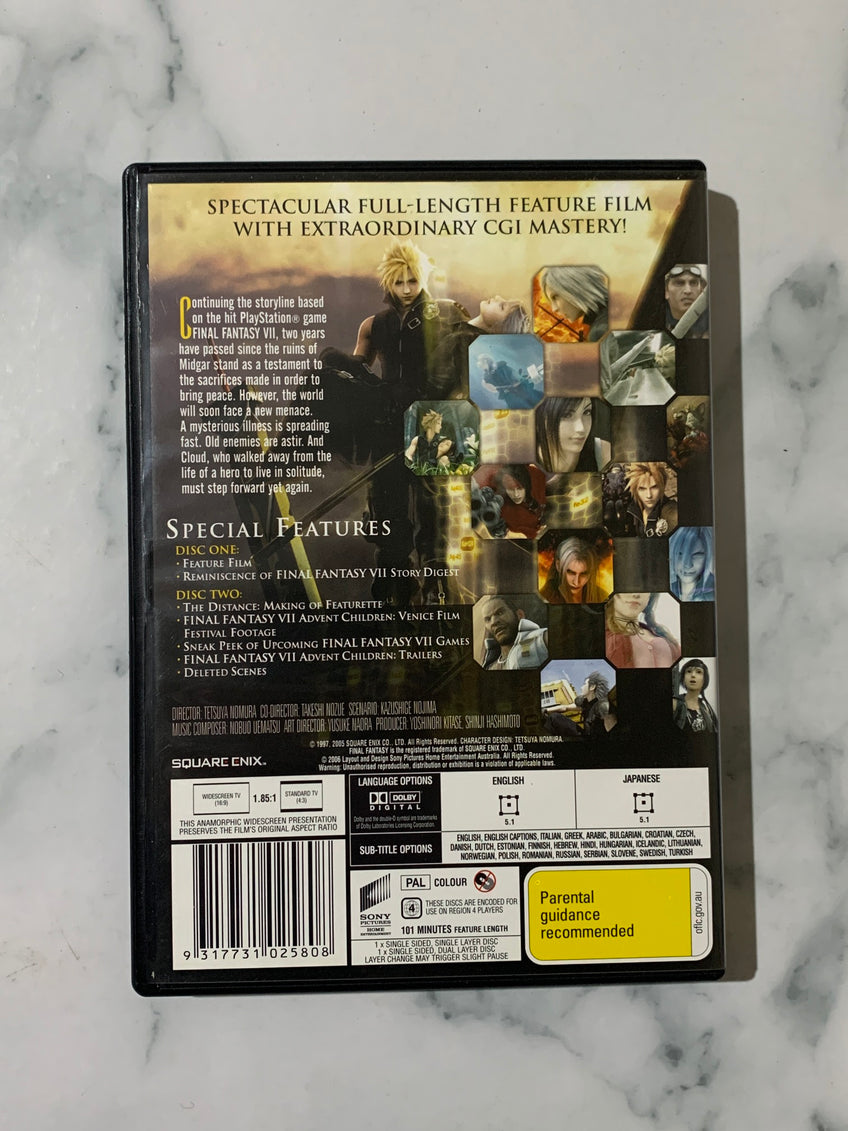 SPECTACULAR FULL-LENGTH FEATURE FILM
WITH EXTRAORDINARY CGI MASTERY!
Continuing the storyline based
on the hit PlayStation® game
FINAL FANTASY VII, two years
have passed since the ruins of
Midgar stand as a testament to
the sacrifices made in order to
bring peace. However, the world
will soon face a new menace.
A mysterious illness is spreading
fast. Old enemies are astir. And
Cloud, who walked away from the
life of a hero to live in solitude,
must step forward yet again.
SPECIAL FEATURES
DISC ONE:
· FEATURE FILM
· REMINISCENCE OF FINAL FANTASY VII STORY DIGEST
DISC TWO:
· THE DISTANCE: MAKING OF FEATURETTE
· FINAL FANTASY VII ADVENT CHILDREN: VENICE FILM
FESTIVAL FOOTAGE
· SNEAK PEEK OF UPCOMING FINAL FANTASY VII GAMES
· FINAL FANTASY VII ADVENT CHILDREN: TRAILERS
· DELETED SCENES
DIRECTOR: TETSUYA NOMURA CO-DIRECTOR: TAKESHI NOZUE SCENARIO: KAZUSHIGE NOJIMA
MUSIC COMPOSER: NOBUO UEMATSU ART DIRECTOR: YUSUKE NAORA PRODUCER: YOSHINORI KITASE, SHINJI HASHIMOTO
© 1997, 2005 SQUARE ENIX CO., LTD. All Rights Reserved. CHARACTER DESIGN: TETSUYA NOMURA.
FINAL FANTASY is the registered trademark of SQUARE ENIX CO., LTD.
© 2006 Layout and Design Sony Pictures Home Entertainment Australia. All Rights Reserved.
Warning: Unauthorised reproduction, distribution or exhibition is a violation of applicable laws.
SQUARE ENIX.
WIDESCREEN TV
(16:9)
1.85:1
STANDARD TV
(4:3)
THIS ANAMORPHIC WIDESCREEN PRESENTATION
PRESERVES THE FILM'S ORIGINAL ASPECT RATIO
LANGUAGE OPTIONS
DOLBY
DIGITAL
Dolby and the double-D symbol are trademarks
of Dolby Laboratories Licensing Corporation.
ENGLISH
5.1
JAPANESE
5.1
SUB-TITLE OPTIONS
ENGLISH, ENGLISH CAPTIONS, ITALIAN, GREEK, ARABIC, BULGARIAN, CROATIAN, CZECH,
DANISH, DUTCH, ESTONIAN, FINNISH, HEBREW, HINDI, HUNGARIAN, ICELANDIC, LITHUANIAN,
NORWEGIAN, POLISH, ROMANIAN, RUSSIAN, SERBIAN, SLOVENE, SWEDISH, TURKISH
9 317731 025808
SONY
PICTURES
HOME
ENTERTAINMENT
PAL COLOUR
4
THESE DISCS ARE ENCODED FOR
USE ON REGION 4 PLAYERS
101 MINUTES FEATURE LENGTH
1 x SINGLE SIDED, SINGLE LAYER DISC
1 x SINGLE SIDED, DUAL LAYER DISC
LAYER CHANGE MAY TRIGGER SLIGHT PAUSE
Parental
guidance
recommended
oflc.gov.au